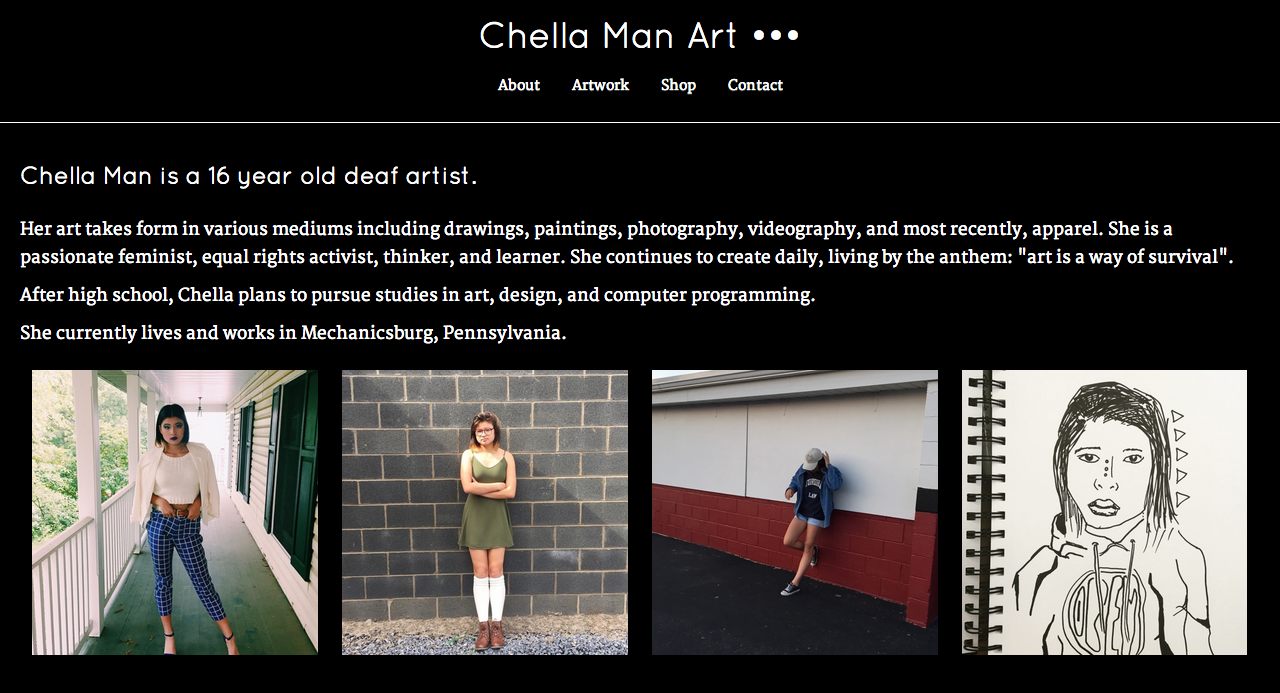 Chella Man Art •••
About Artwork Shop Contact
Chella Man is a 16 year old deaf artist.
Her art takes form in various mediums including drawings, paintings, photography, videography, and most recently, apparel. She is a
passionate feminist, equal rights activist, thinker, and learner. She continues to create daily, living by the anthem: "art is a way of survival".
After high school, Chella plans to pursue studies in art, design, and computer programming.
She currently lives and works in Mechanicsburg, Pennsylvania.
LAW